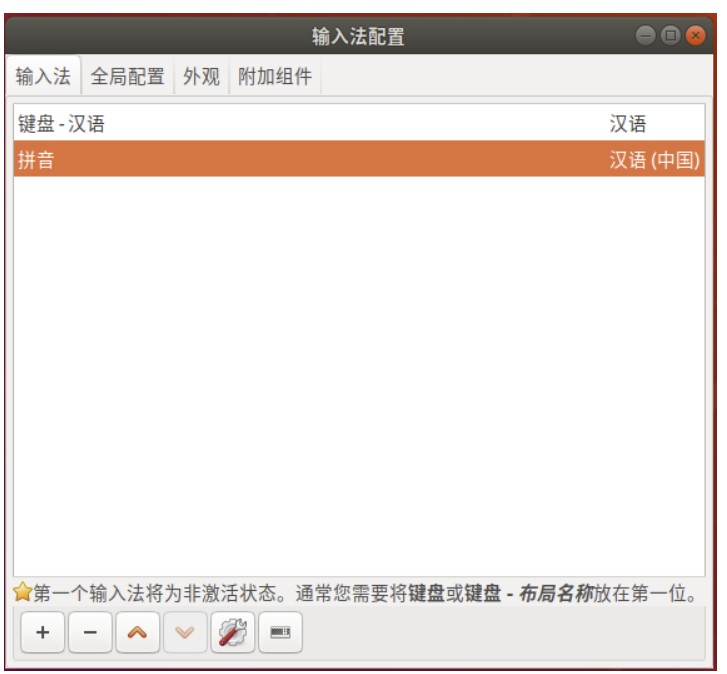 输入法配置
输入法 全局配置 外观 附加组件
键盘 - 汉语 汉语
拼音 汉语 (中国)
第一个输入法将为非激活状态。通常您需要将键盘或键盘 - 布局名称放在第一位。